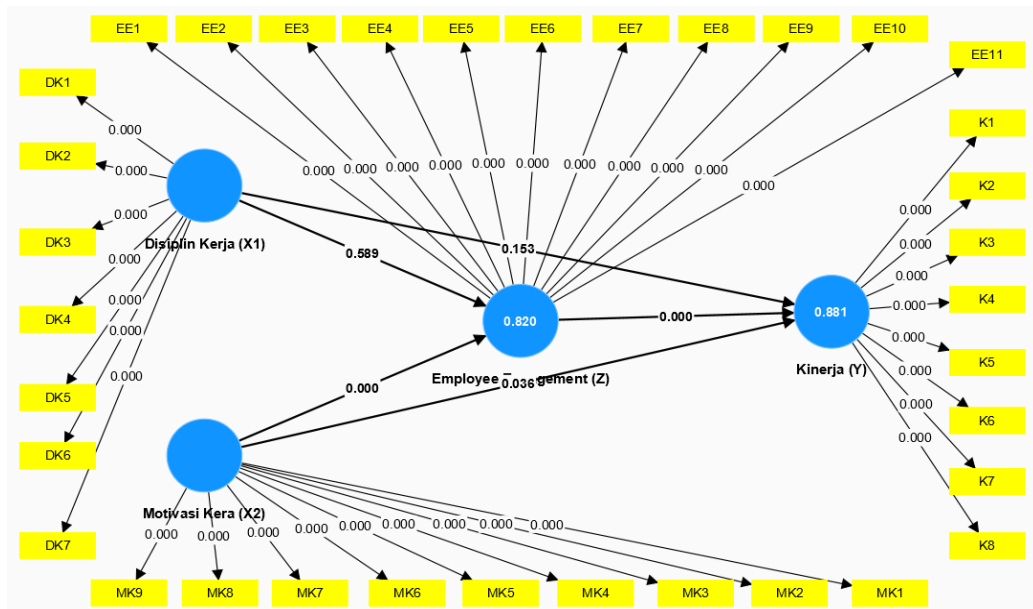 EE1
EE2
EE3
EE4
EE5
EE6
EE7
EE8
EE9
EE10
EE11
DK1
DK2
DK3
DK4
DK5
DK6
DK7
0.000
0.000
0.000
0.000
0.000
0.000
0.000
Disiplin Kerja (X1)
0.000
0.000
0.000
0.000
0.000
0.000
0.000
0.000
0.000
0.000
0.000
0.589
0.153
0.820
0.000
0.881
0.000
0.036
Employee gement (Z)
Kinerja (Y)
K1
K2
K3
K4
K5
K6
K7
K8
0.000
0.000
0.000
0.000
0.000
0.000
0.000
0.000
Motivasi Kera (X2)
0.000
0.000
0.000
0.000
0.000
0.000
0.000
0.000
0.000
MK9
MK8
MK7
MK6
MK5
MK4
MK3
MK2
MK1